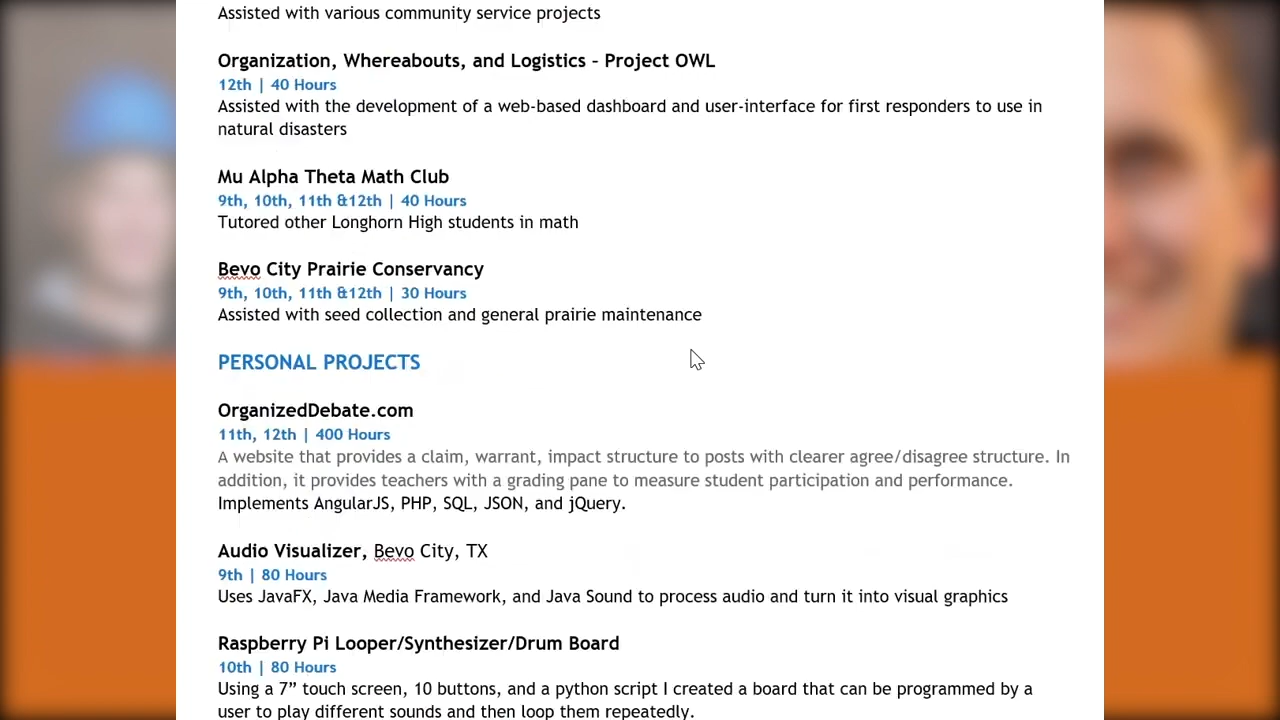 Assisted with various community service projects
Organization, Whereabouts, and Logistics – Project OWL
12th | 40 Hours
Assisted with the development of a web-based dashboard and user-interface for first responders to use in
natural disasters
Mu Alpha Theta Math Club
9th, 10th, 11th &12th | 40 Hours
Tutored other Longhorn High students in math
Bevo City Prairie Conservancy
9th, 10th, 11th &12th | 30 Hours
Assisted with seed collection and general prairie maintenance
PERSONAL PROJECTS
OrganizedDebate.com
11th, 12th | 400 Hours
A website that provides a claim, warrant, impact structure to posts with clearer agree/disagree structure. In
addition, it provides teachers with a grading pane to measure student participation and performance.
Implements AngularJS, PHP, SQL, JSON, and jQuery.
Audio Visualizer, Bevo City, TX
9th | 80 Hours
Uses JavaFX, Java Media Framework, and Java Sound to process audio and turn it into visual graphics
Raspberry Pi Looper/Synthesizer/Drum Board
10th | 80 Hours
Using a 7” touch screen, 10 buttons, and a python script I created a board that can be programmed by a
user to play different sounds and then loop them repeatedly.